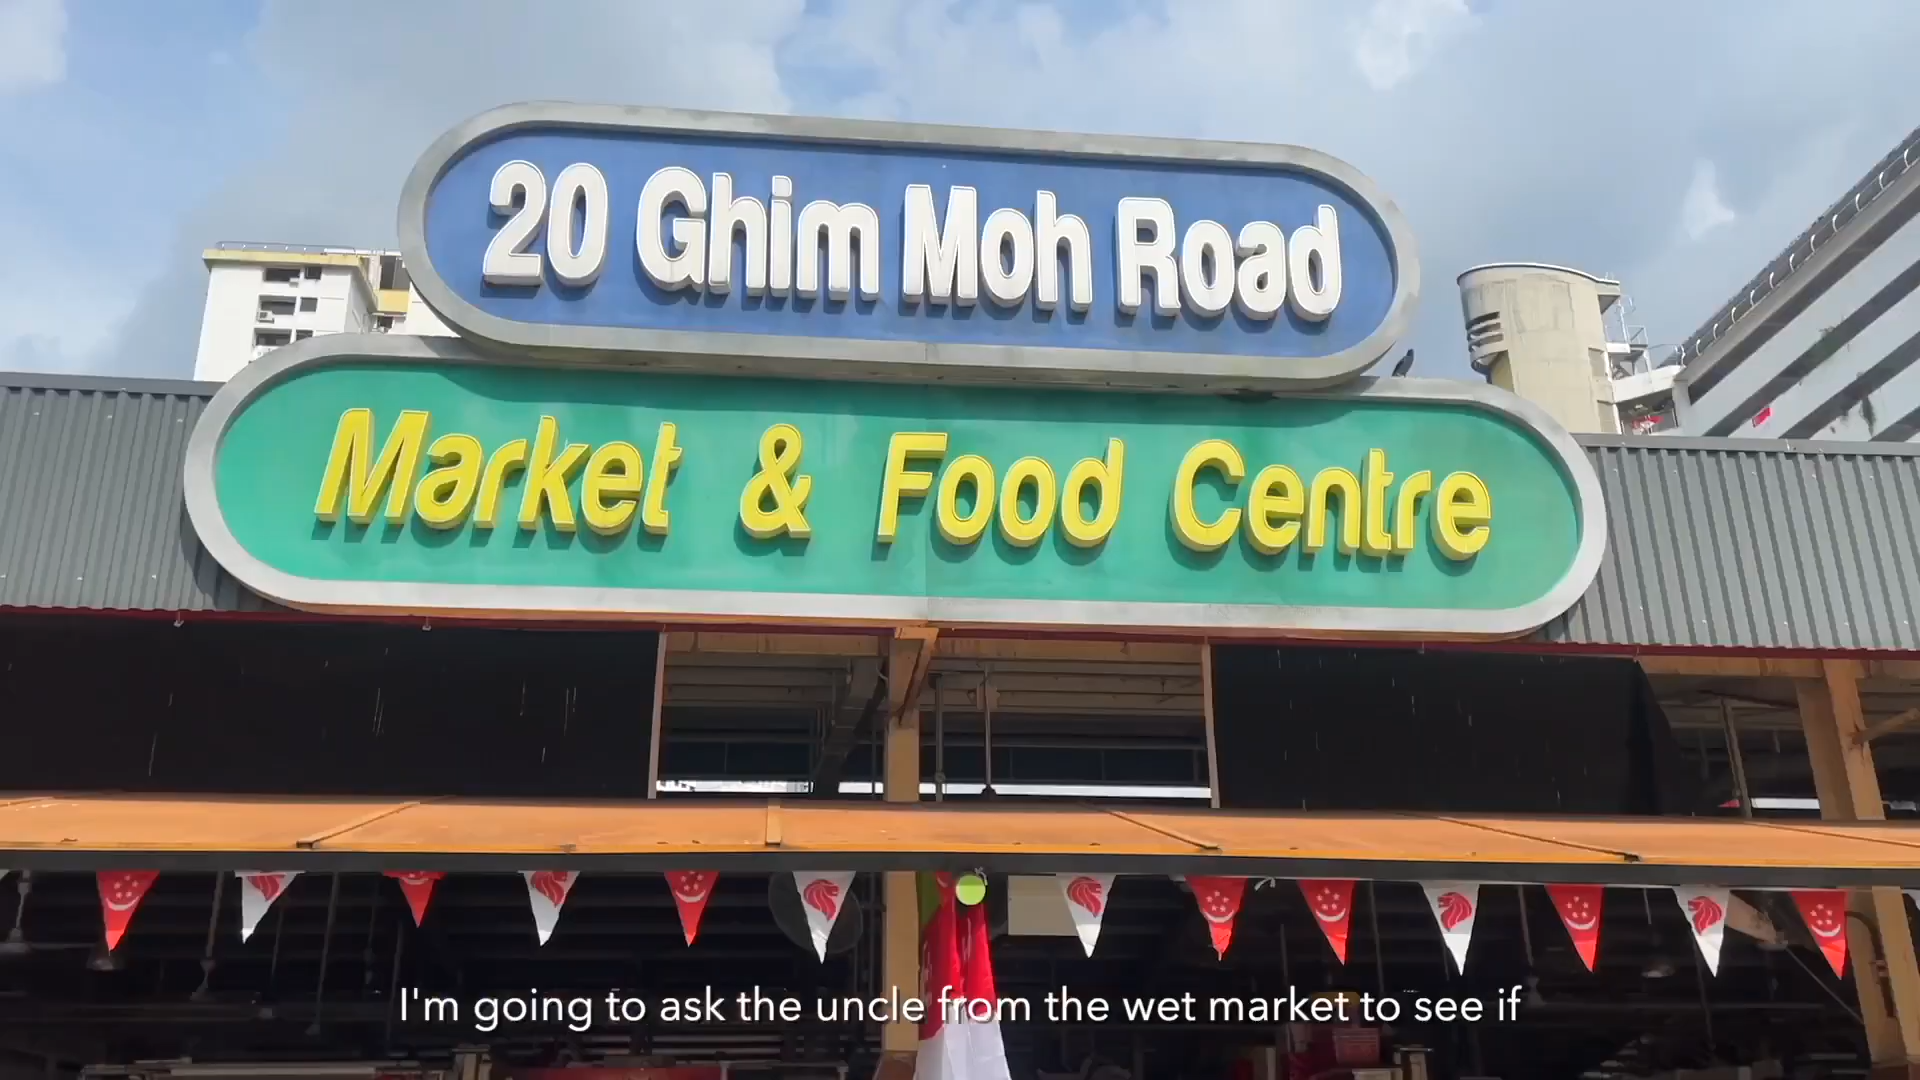 20 Ghim Moh Road
Market & Food Centre
I'm going to ask the uncle from the wet market to see if